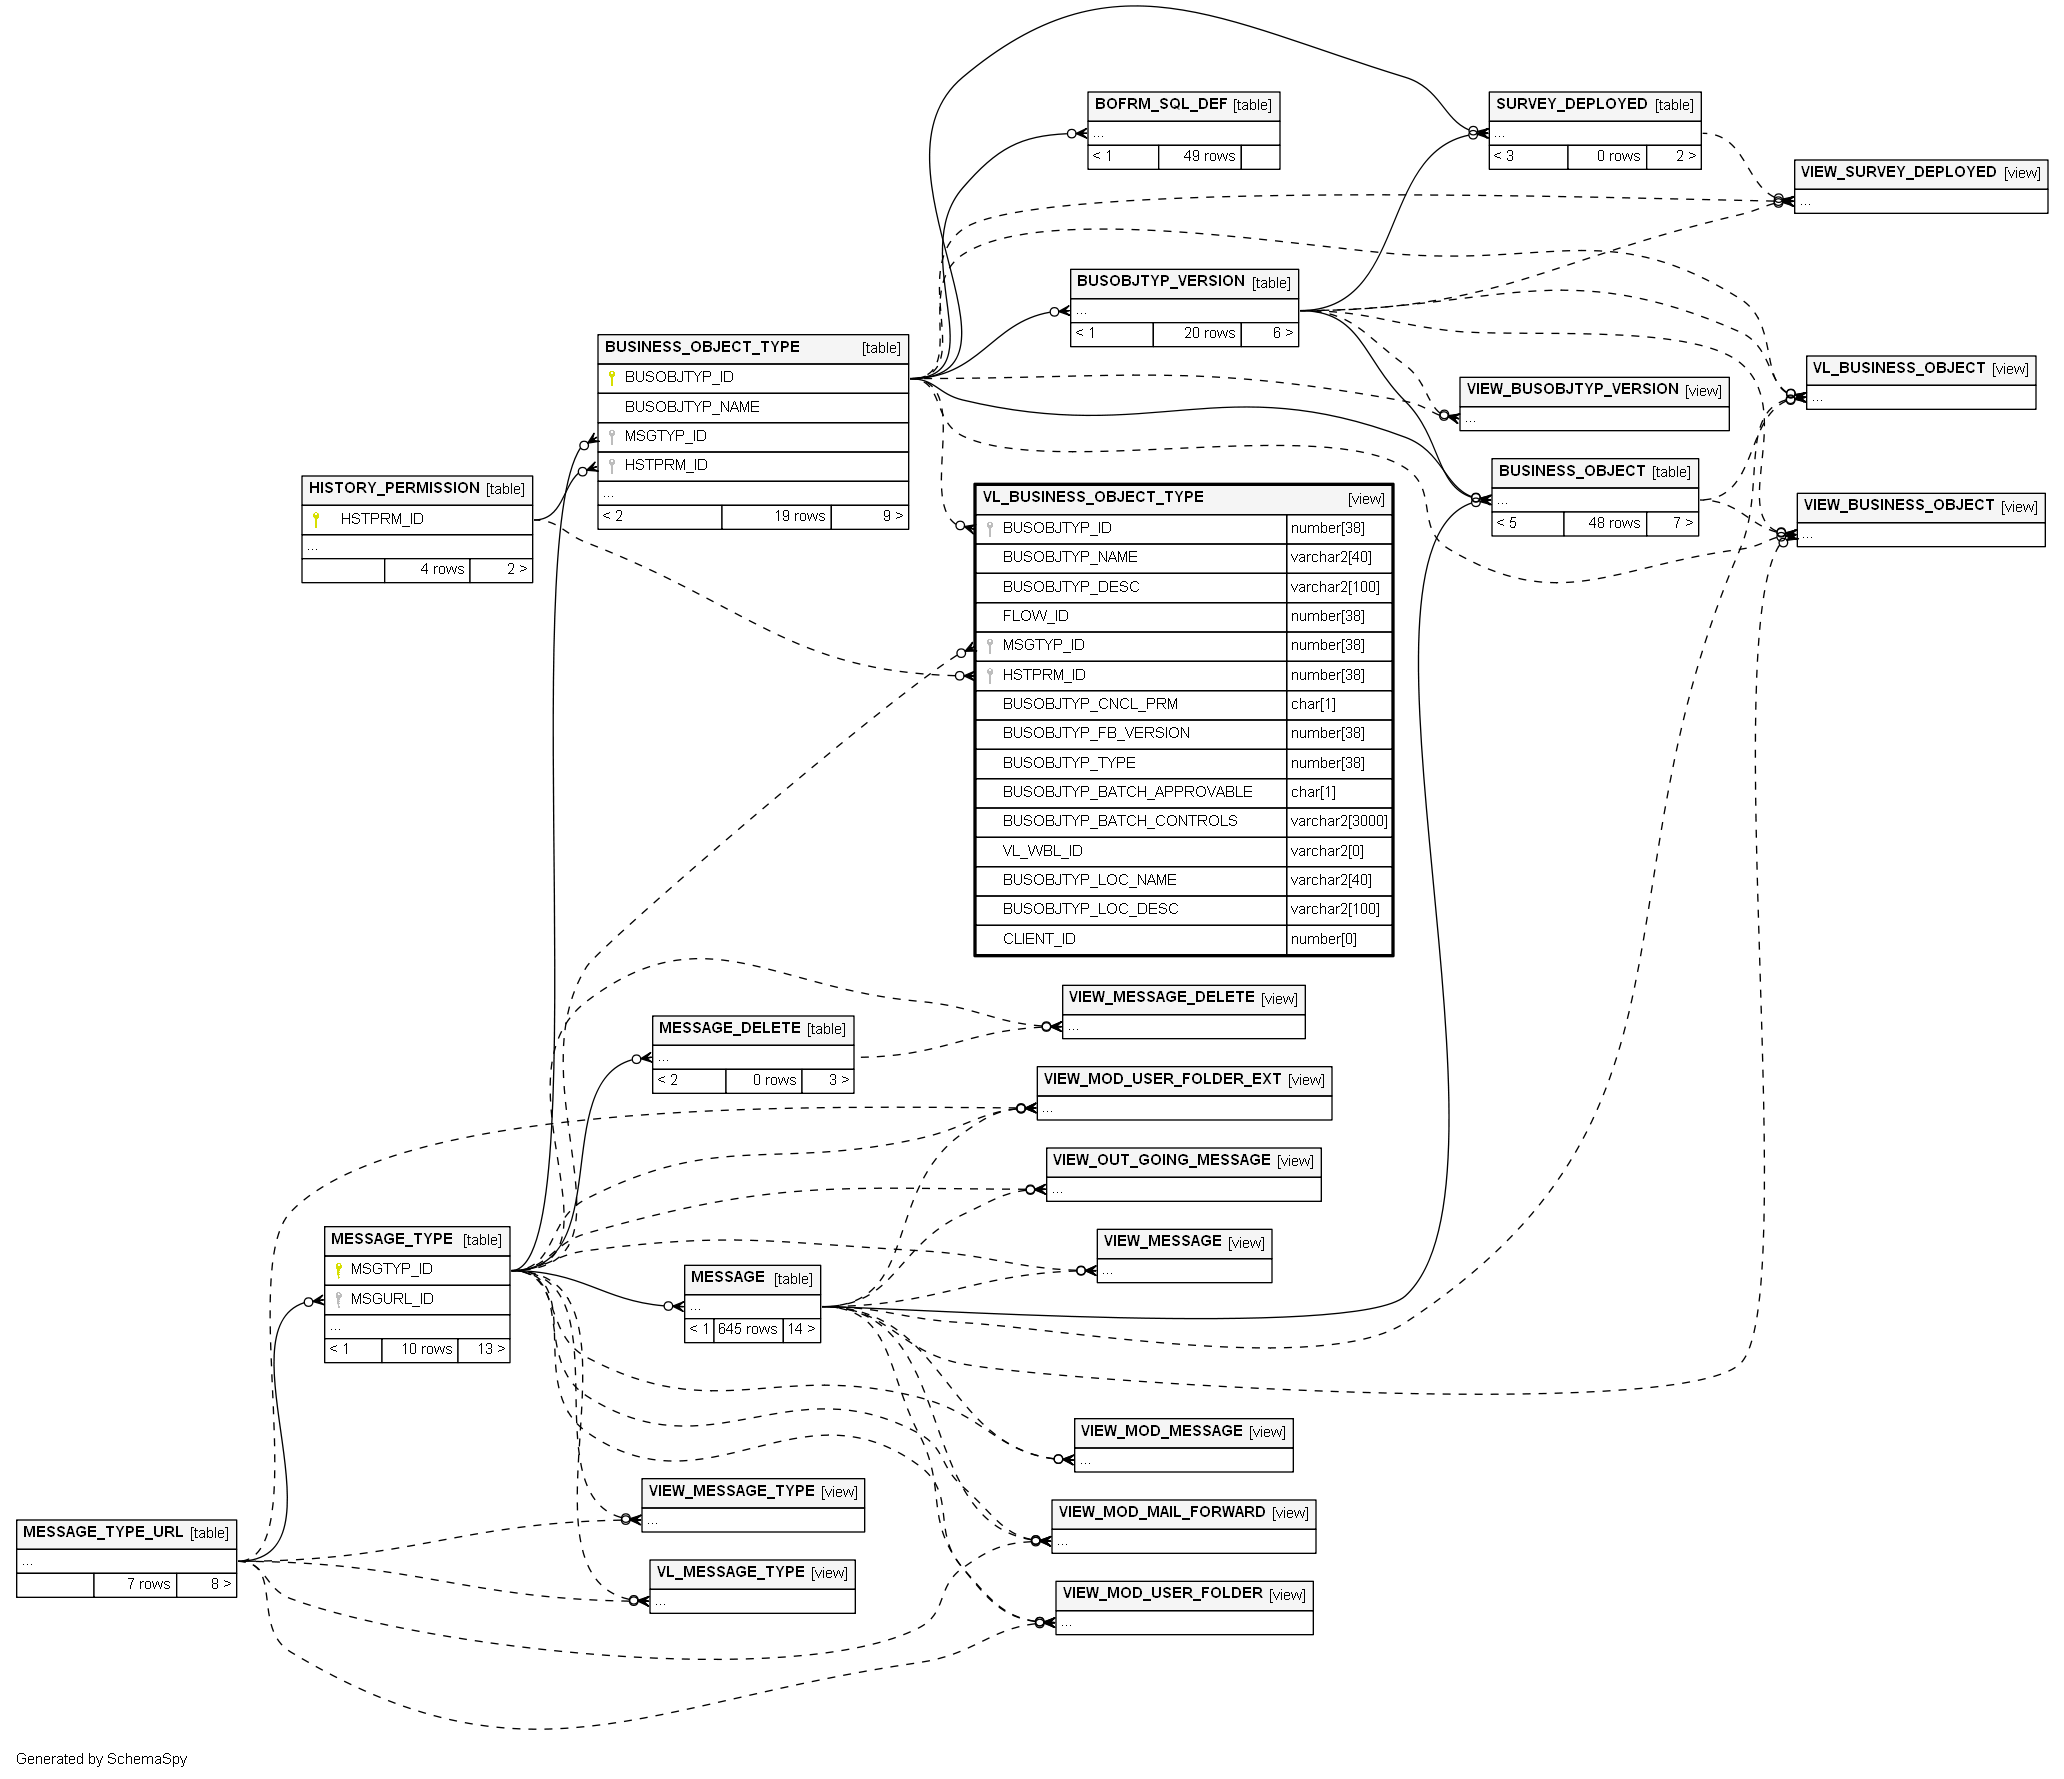 BOFRM_SQL_DEF [table]
...
< 1 49 rows
SURVEY_DEPLOYED [table]
...
< 3 0 rows 2 >
VIEW_SURVEY_DEPLOYED [view]
...
BUSOBJTYP_VERSION [table]
...
< 1 20 rows 6 >
BUSINESS_OBJECT_TYPE [table]
BUSOBJTYP_ID
BUSOBJTYP_NAME
MSGTYP_ID
HSTPRM_ID
...
< 2 19 rows 9 >
VL_BUSINESS_OBJECT [view]
...
VIEW_BUSOBJTYP_VERSION [view]
...
HISTORY_PERMISSION [table]
HSTPRM_ID
...
4 rows 2 >
BUSINESS_OBJECT [table]
...
< 5 48 rows 7 >
VIEW_BUSINESS_OBJECT [view]
...
VL_BUSINESS_OBJECT_TYPE [view]
BUSOBJTYP_ID number[38]
BUSOBJTYP_NAME varchar2[40]
BUSOBJTYP_DESC varchar2[100]
FLOW_ID number[38]
MSGTYP_ID number[38]
HSTPRM_ID number[38]
BUSOBJTYP_CNCL_PRM char[1]
BUSOBJTYP_FB_VERSION number[38]
BUSOBJTYP_TYPE number[38]
BUSOBJTYP_BATCH_APPROVABLE char[1]
BUSOBJTYP_BATCH_CONTROLS varchar2[3000]
VL_WBL_ID varchar2[0]
BUSOBJTYP_LOC_NAME varchar2[40]
BUSOBJTYP_LOC_DESC varchar2[100]
CLIENT_ID number[0]
VIEW_MESSAGE_DELETE [view]
...
MESSAGE_DELETE [table]
...
< 2 0 rows 3 >
VIEW_MOD_USER_FOLDER_EXT [view]
...
VIEW_OUT_GOING_MESSAGE [view]
...
MESSAGE_TYPE [table]
MSGTYP_ID
MSGURL_ID
...
< 1 10 rows 13 >
VIEW_MESSAGE [view]
...
MESSAGE [table]
...
< 1 645 rows 14 >
VIEW_MOD_MESSAGE [view]
...
VIEW_MESSAGE_TYPE [view]
...
VIEW_MOD_MAIL_FORWARD [view]
...
MESSAGE_TYPE_URL [table]
...
7 rows 8 >
VL_MESSAGE_TYPE [view]
...
VIEW_MOD_USER_FOLDER [view]
...
Generated by SchemaSpy